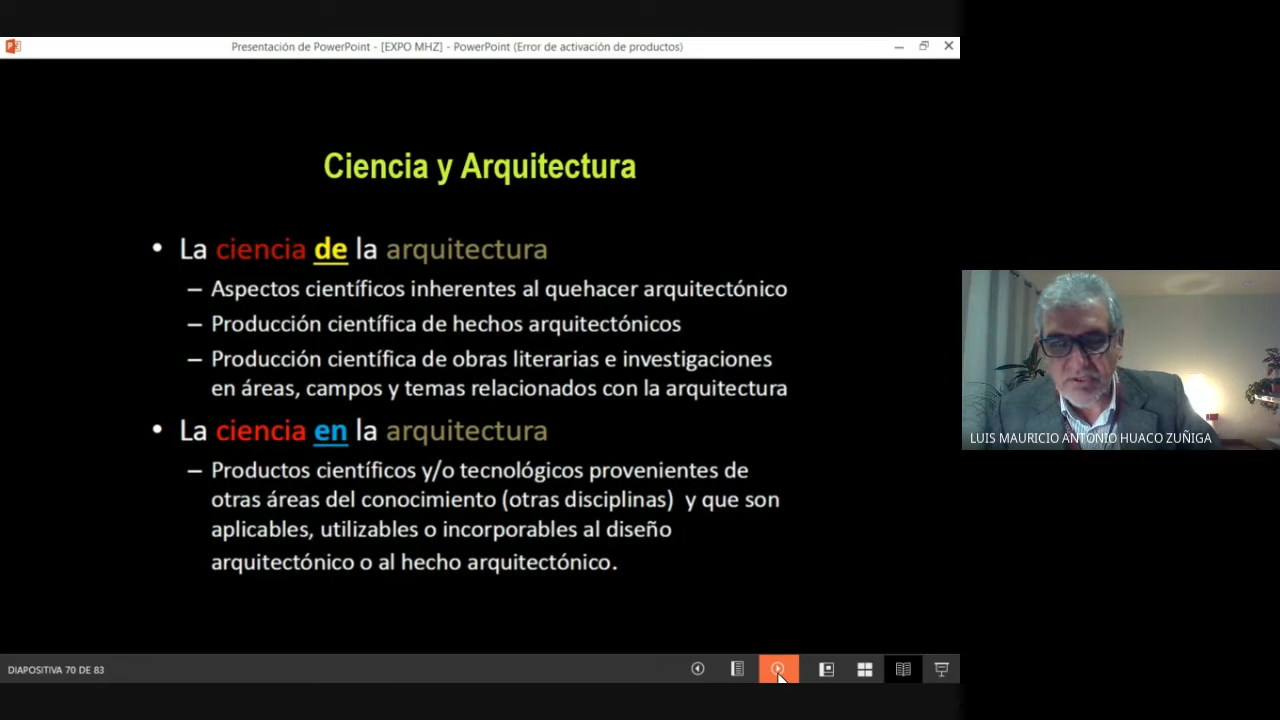 Presentación de PowerPoint - [EXPO MHZ] - PowerPoint (Error de activación de productos)
Ciencia y Arquitectura
• La ciencia de la arquitectura
– Aspectos científicos inherentes al quehacer arquitectónico
– Producción científica de hechos arquitectónicos
– Producción científica de obras literarias e investigaciones
en áreas, campos y temas relacionados con la arquitectura
• La ciencia en la arquitectura
– Productos científicos y/o tecnológicos provenientes de
otras áreas del conocimiento (otras disciplinas) y que son
aplicables, utilizables o incorporables al diseño
arquitectónico o al hecho arquitectónico.
LUIS MAURICIO ANTONIO HUACO ZUÑIGA
DIAPOSITIVA 70 DE 83